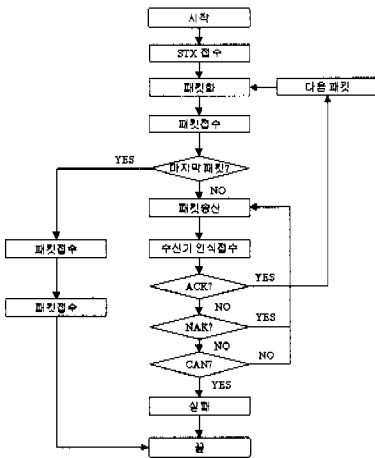 시작
STX 접수
패킷화
다음 패킷
패킷접수
마지막 패킷?
YES
NO
패킷송산
패킷접수
수신기 인식접수
ACK?
YES
패킷접수
NO
NAK?
YES
NO
CAN?
NO
YES
실패
끝